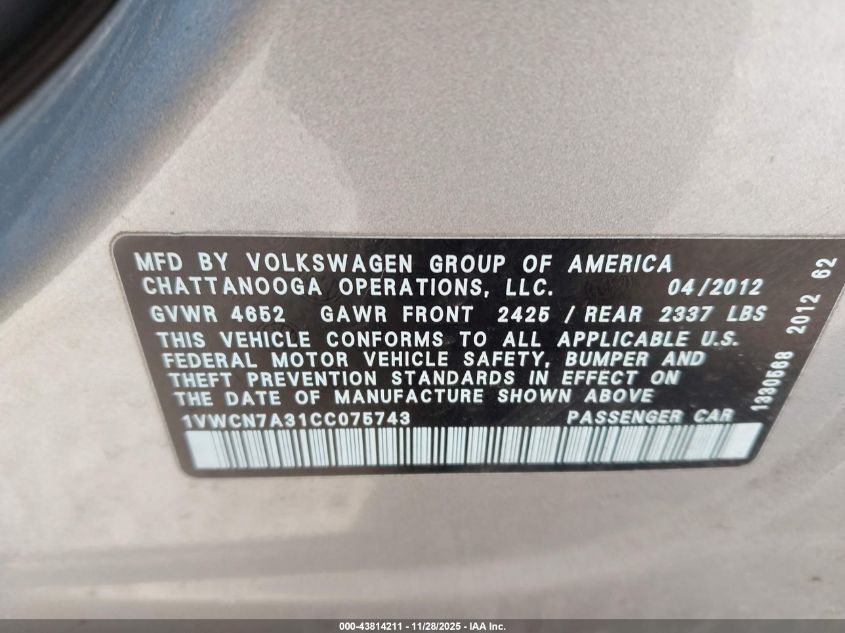 MFD BY VOLKSWAGEN GROUP OF AMERICA
CHATTANOOGA OPERATIONS, LLC. 04/2012
GVWR 4652 GAWR FRONT 2425 / REAR 2337 LBS
THIS VEHICLE CONFORMS TO ALL APPLICABLE U.S.
FEDERAL MOTOR VEHICLE SAFETY, BUMPER AND
THEFT PREVENTION STANDARDS IN EFFECT ON
THE DATE OF MANUFACTURE SHOWN ABOVE
1VWCN7A31CC075743 PASSENGER CAR
1330568 2012 62
000-43814211 - 11/28/2025 - IAA Inc.